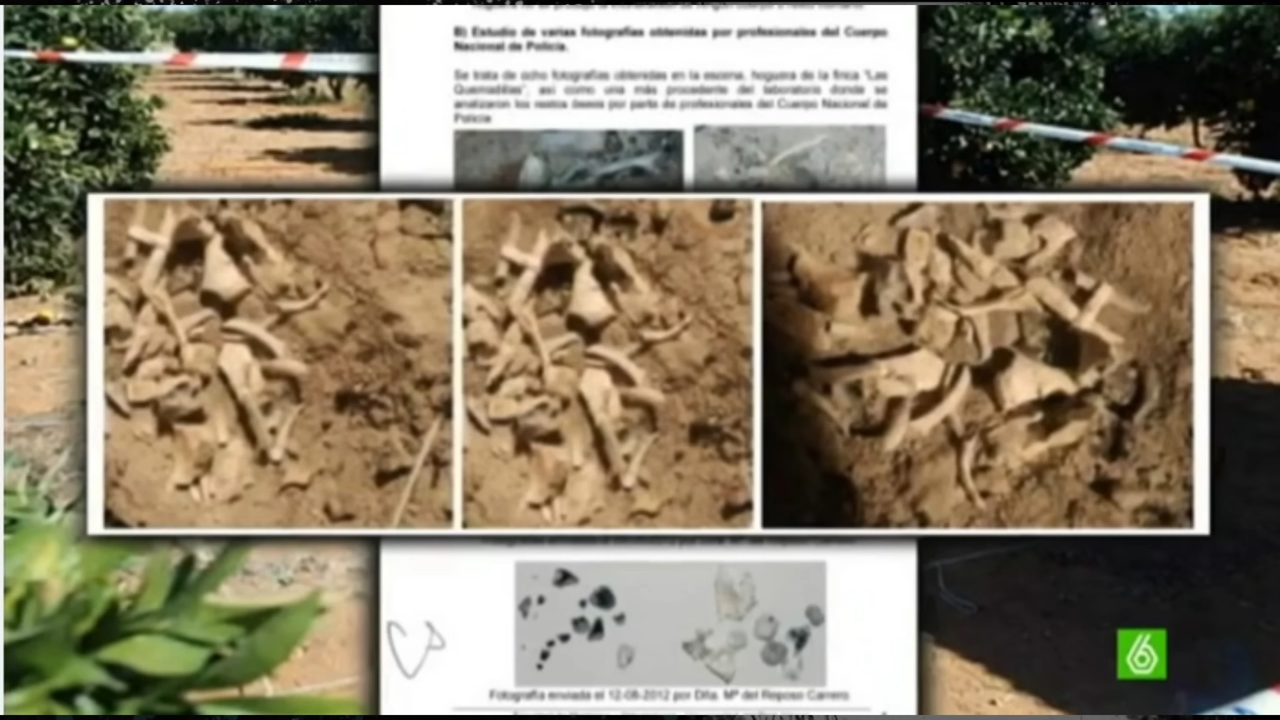 B) Estudio de varias fotografías obtenidas por profesionales del Cuerpo
Nacional de Policía.
Se trata de ocho fotografías obtenidas en la escena, hoguera de la finca "Las
Quemadillas", así como una más procedente del laboratorio donde se
analizaron los restos óseos por parte de profesionales del Cuerpo Nacional de
Policía
Fotografía enviada el 12-08-2012 por Dña. Mª del Reposo Carrero
6